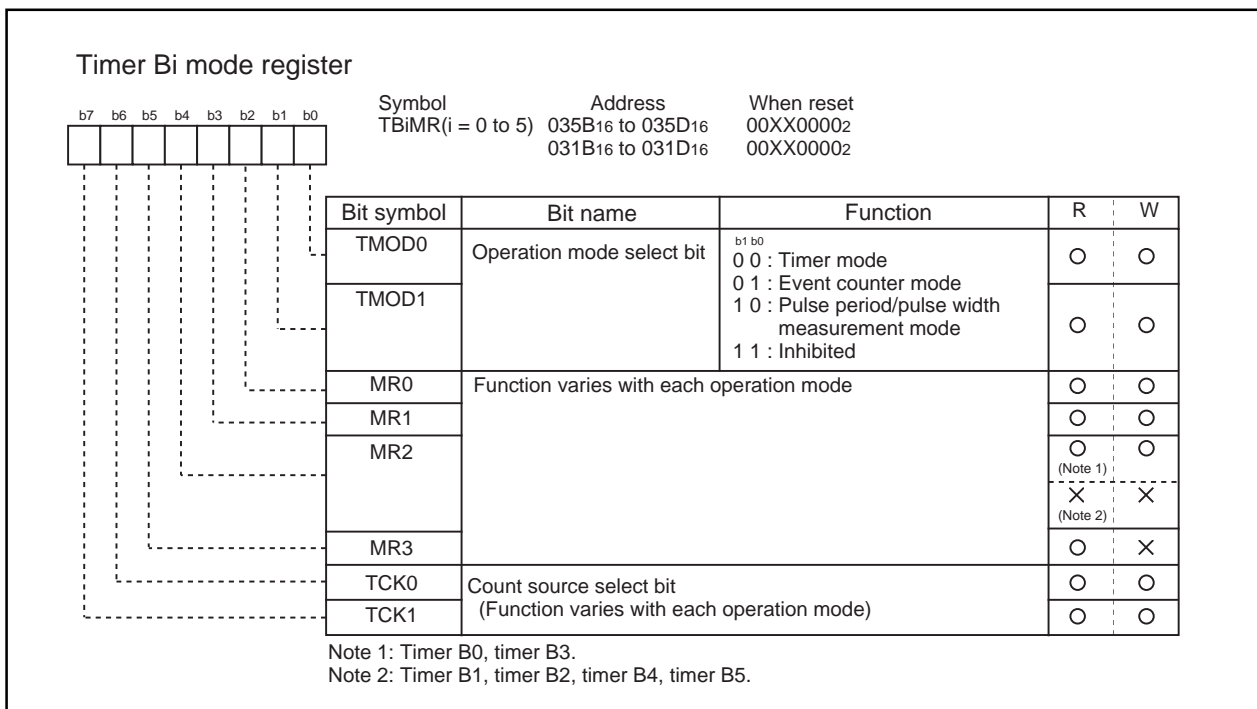 Timer Bi mode register
Symbol Address When reset
b7 b6 b5 b4 b3 b2 b1 b0
TBiMR(i = 0 to 5) 035B16 to 035D16 00XX00002
031B16 to 031D16 00XX00002
Bit symbol Bit name Function R W
TMOD0 Operation mode select bit b1 b0
0 0 : Timer mode
0 1 : Event counter mode
TMOD1 1 0 : Pulse period/pulse width
measurement mode
1 1 : Inhibited
MR0 Function varies with each operation mode
MR1
MR2
(Note 1)
(Note 2)
MR3
TCK0 Count source select bit
(Function varies with each operation mode)
TCK1
Note 1: Timer B0, timer B3.
Note 2: Timer B1, timer B2, timer B4, timer B5.